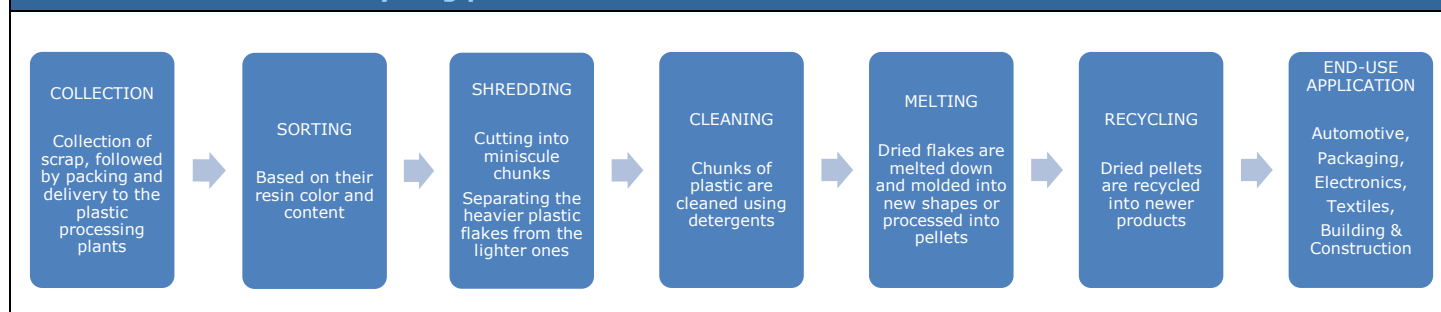 COLLECTION
Collection of
scrap, followed
by packing and
delivery to the
plastic
processing
plants
SORTING
Based on their
resin color and
content
SHREDDING
Cutting into
miniscule
chunks
Separating the
heavier plastic
flakes from the
lighter ones
CLEANING
Chunks of
plastic are
cleaned using
detergents
MELTING
Dried flakes are
melted down
and molded into
new shapes or
processed into
pellets
RECYCLING
Dried pellets
are recycled
into newer
products
END-USE
APPLICATION
Automotive,
Packaging,
Electronics,
Textiles,
Building &
Construction